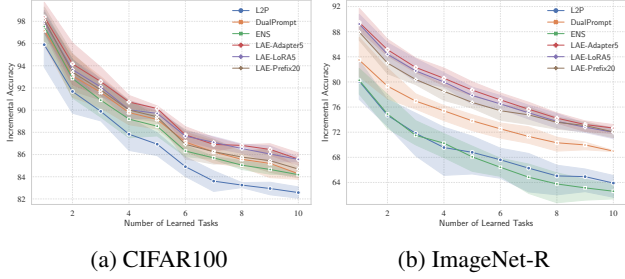 L2P
DualPrompt
ENS
LAE-Adapter5
LAE-LoRA5
LAE-Prefix20
98
96
94
92
90
88
86
84
82
Incremental Accuracy
2
4
6
8
10
Number of Learned Tasks
(a) CIFAR100
L2P
DualPrompt
ENS
LAE-Adapter5
LAE-LoRA5
LAE-Prefix20
92
88
84
80
76
72
68
64
Incremental Accuracy
2
4
6
8
10
Number of Learned Tasks
(b) ImageNet-R